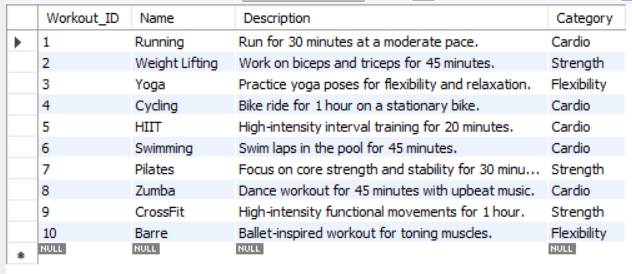 Workout_ID Name Description Category
1 Running Run for 30 minutes at a moderate pace. Cardio
2 Weight Lifting Work on biceps and triceps for 45 minutes. Strength
3 Yoga Practice yoga poses for flexibility and relaxation. Flexibility
4 Cycling Bike ride for 1 hour on a stationary bike. Cardio
5 HIIT High-intensity interval training for 20 minutes. Cardio
6 Swimming Swim laps in the pool for 45 minutes. Cardio
7 Pilates Focus on core strength and stability for 30 minu... Strength
8 Zumba Dance workout for 45 minutes with upbeat music. Cardio
9 CrossFit High-intensity functional movements for 1 hour. Strength
10 Barre Ballet-inspired workout for toning muscles. Flexibility
NULL NULL NULL NULL